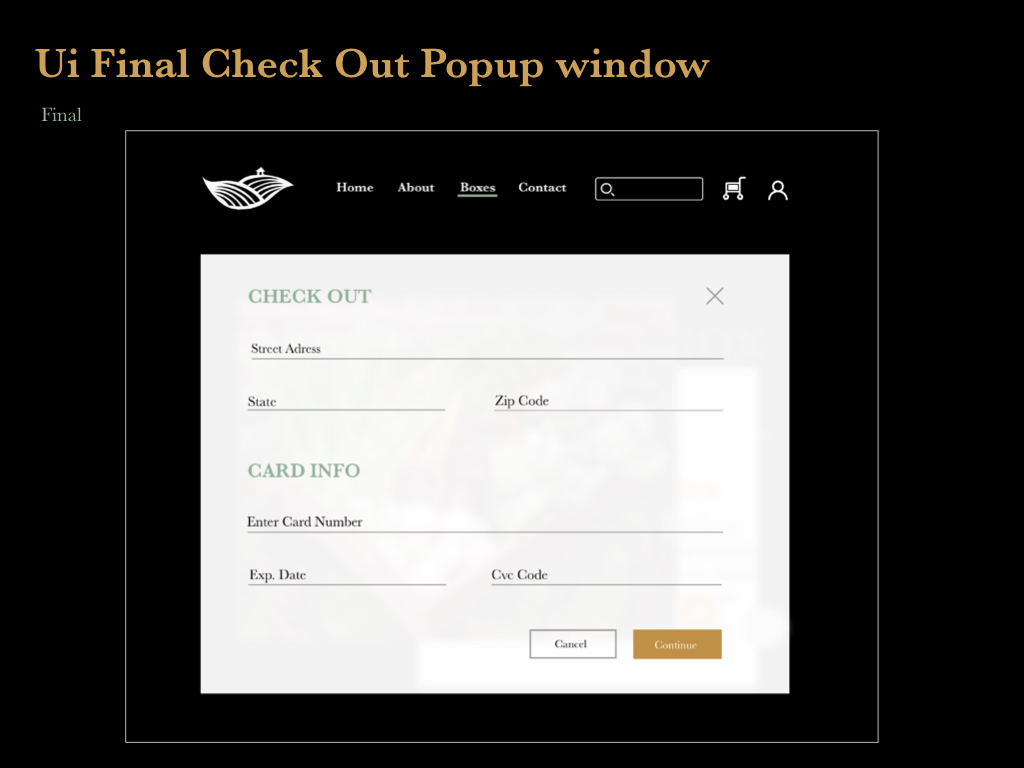 Ui Final Check Out Popup window
Final
Home About Boxes Contact
CHECK OUT
Street Adress
State Zip Code
CARD INFO
Enter Card Number
Exp. Date Cvc Code
Cancel Continue